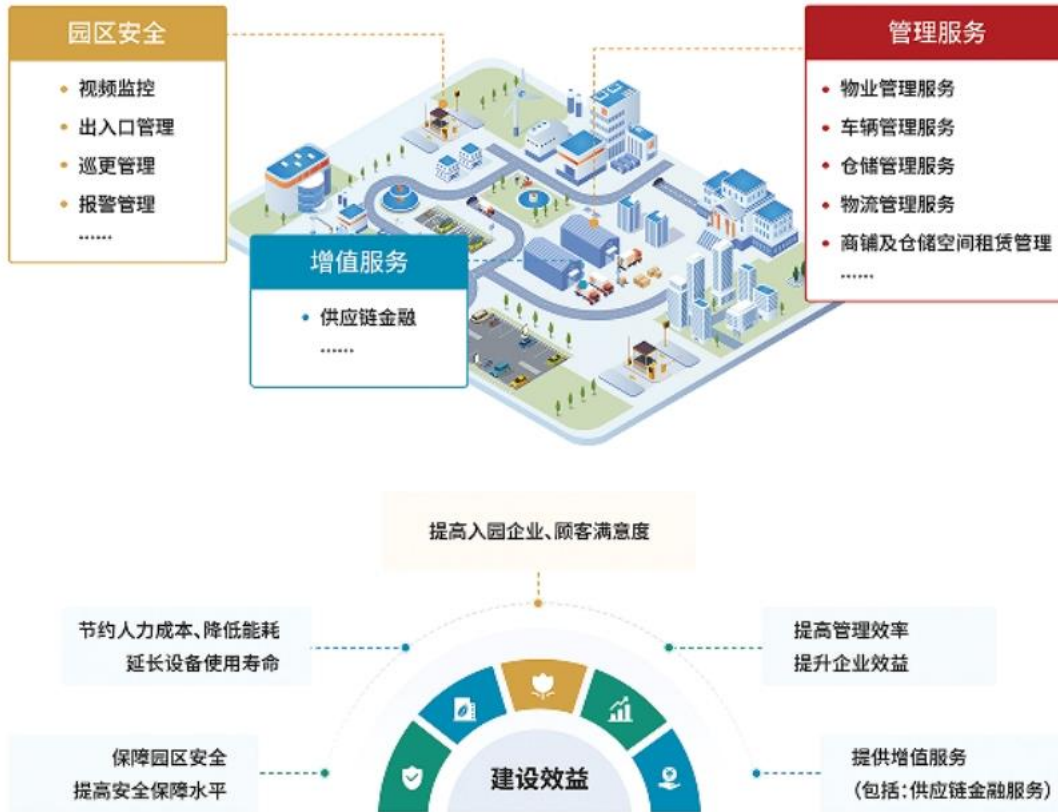 园区安全
视频监控
出入口管理
巡更管理
报警管理
......
管理服务
物业管理服务
车辆管理服务
仓储管理服务
物流管理服务
商铺及仓储空间租赁管理
......
增值服务
供应链金融
......
提高入园企业、顾客满意度
节约人力成本、降低能耗
延长设备使用寿命
提高管理效率
提升企业效益
保障园区安全
提高安全保障水平
建设效益
提供增值服务
(包括:供应链金融服务)